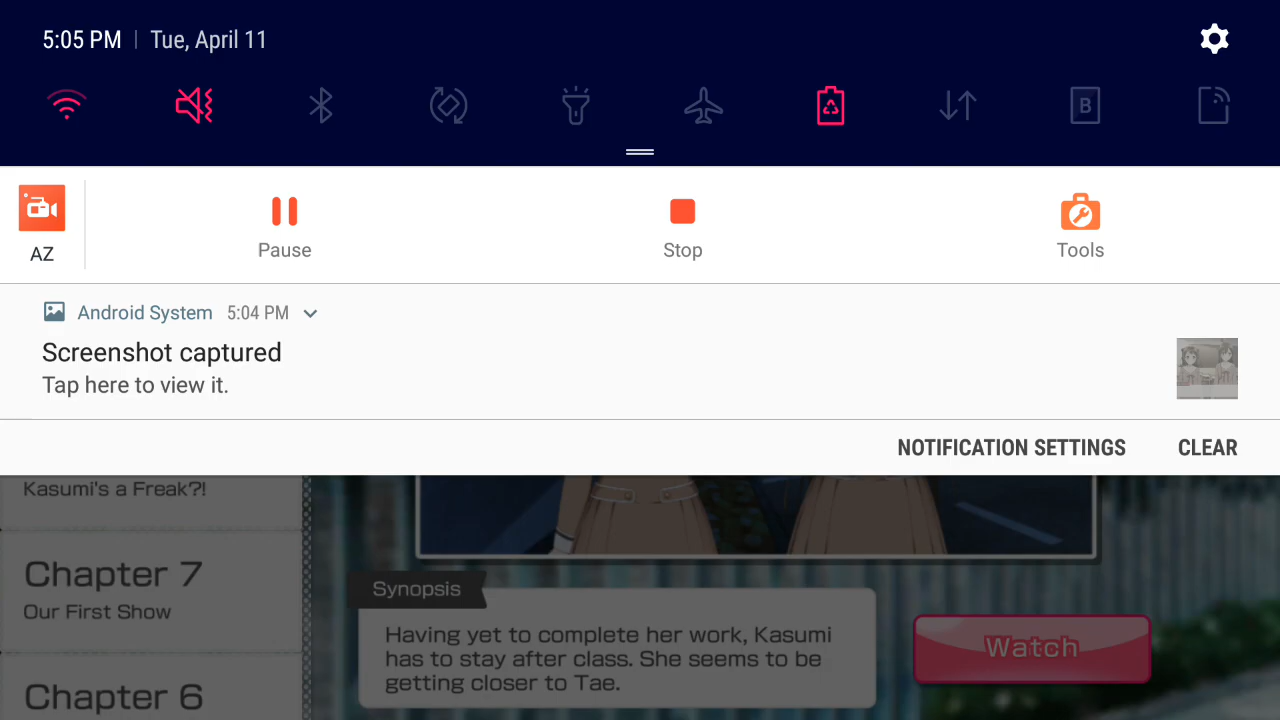 5:05 PM | Tue, April 11
B
AZ
Pause
Stop
Tools
Android System 5:04 PM
Screenshot captured
Tap here to view it.
NOTIFICATION SETTINGS CLEAR
Kasumi's a Freak?!
Chapter 7
Our First Show
Chapter 6
Synopsis
Having yet to complete her work, Kasumi
has to stay after class. She seems to be
getting closer to Tae.
Watch